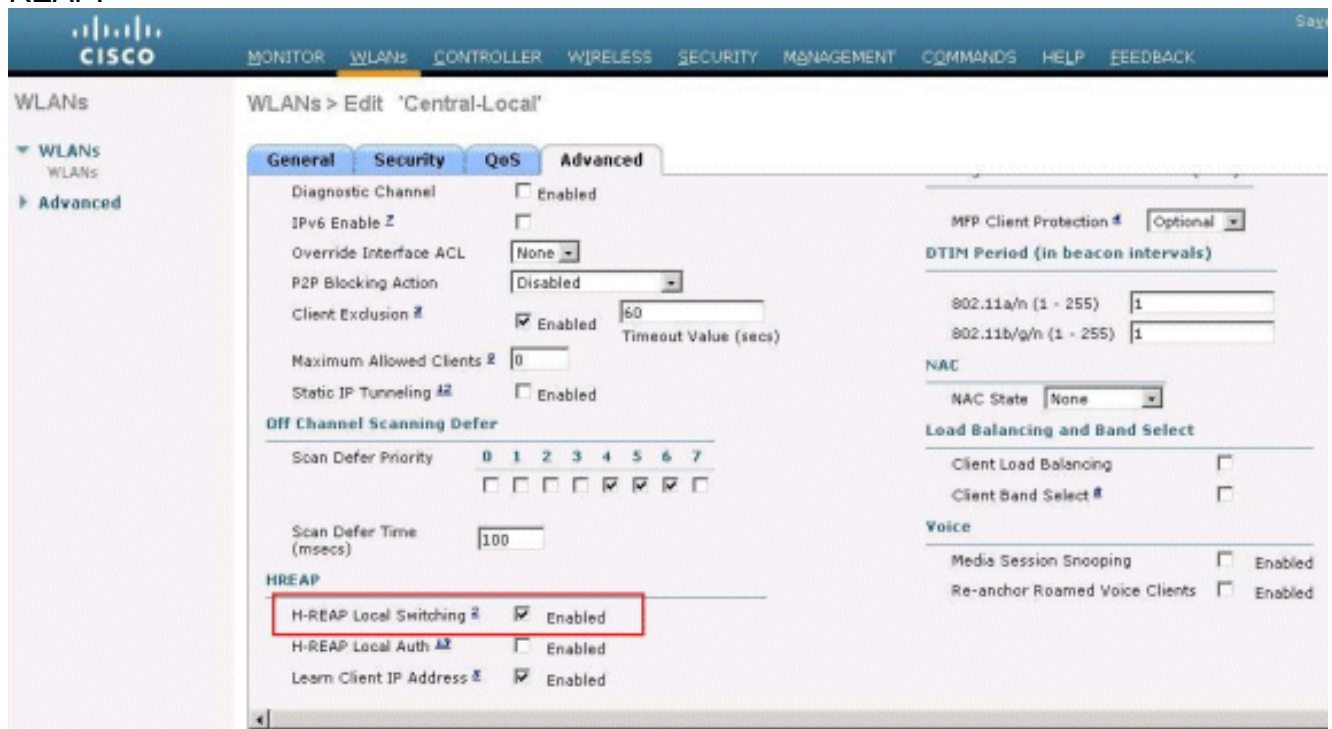 CISCO
Save
MONITOR WLANs CONTROLLER WIRELESS SECURITY MANAGEMENT COMMANDS HELP FEEDBACK
WLANs
WLANs > Edit 'Central-Local'
WLANs
WLANs
Advanced
General Security QoS Advanced
Diagnostic Channel Enabled
IPv6 Enable 7
Override Interface ACL None
P2P Blocking Action Disabled
Client Exclusion Enabled 60
Timeout Value (secs)
Maximum Allowed Clients 0
Static IP Tunneling Enabled
Off Channel Scanning Defer
Scan Defer Priority 0 1 2 3 4 5 6 7
Scan Defer Time
(msecs) 100
HREAP
H-REAP Local Switching 2 Enabled
H-REAP Local Auth 12 Enabled
Learn Client IP Address Enabled
MFP Client Protection 4 Optional
DTIM Period (in beacon intervals)
802.11a/n (1 - 255) 1
802.11b/g/n (1 - 255) 1
NAC
NAC State None
Load Balancing and Band Select
Client Load Balancing
Client Band Select
Voice
Media Session Snooping Enabled
Re-anchor Roamed Voice Clients Enabled